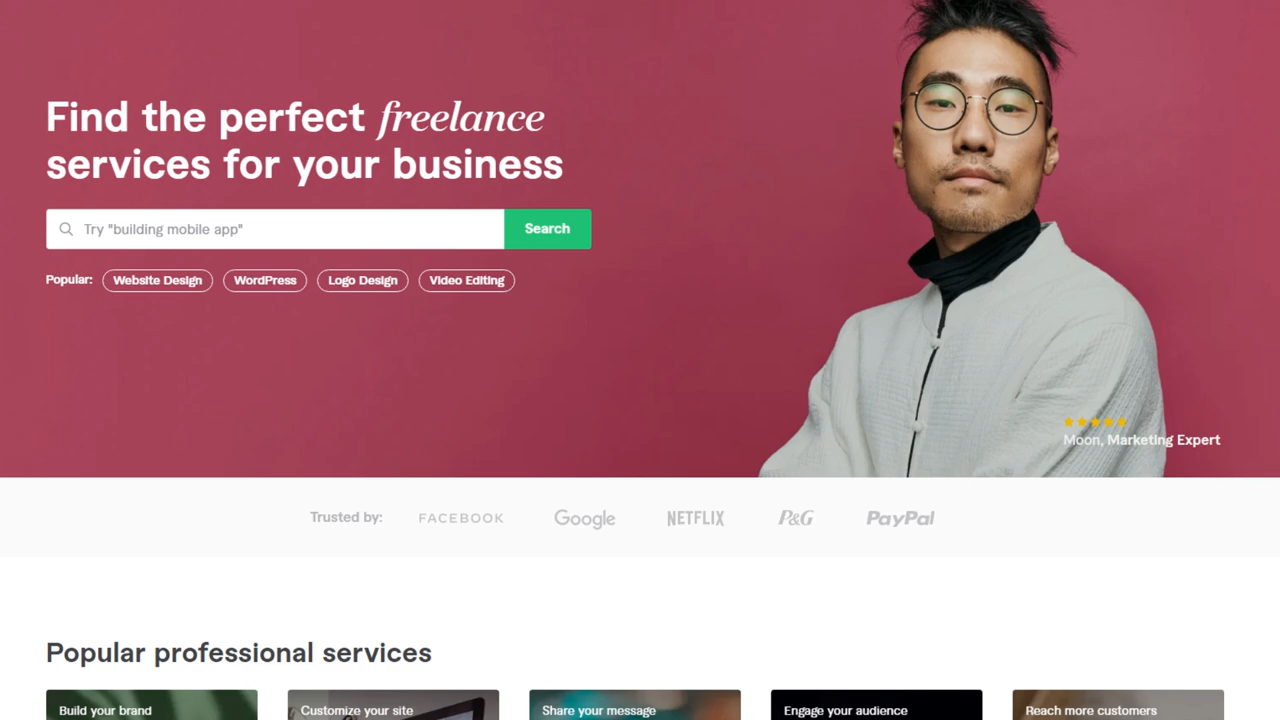 Find the perfect freelance
services for your business
Try "building mobile app"
Search
Popular:
Website Design
WordPress
Logo Design
Video Editing
Moon, Marketing Expert
Trusted by:
FACEBOOK
Google
NETFLIX
P&G
PayPal
Popular professional services
Build your brand
Customize your site
Share your message
Engage your audience
Reach more customers